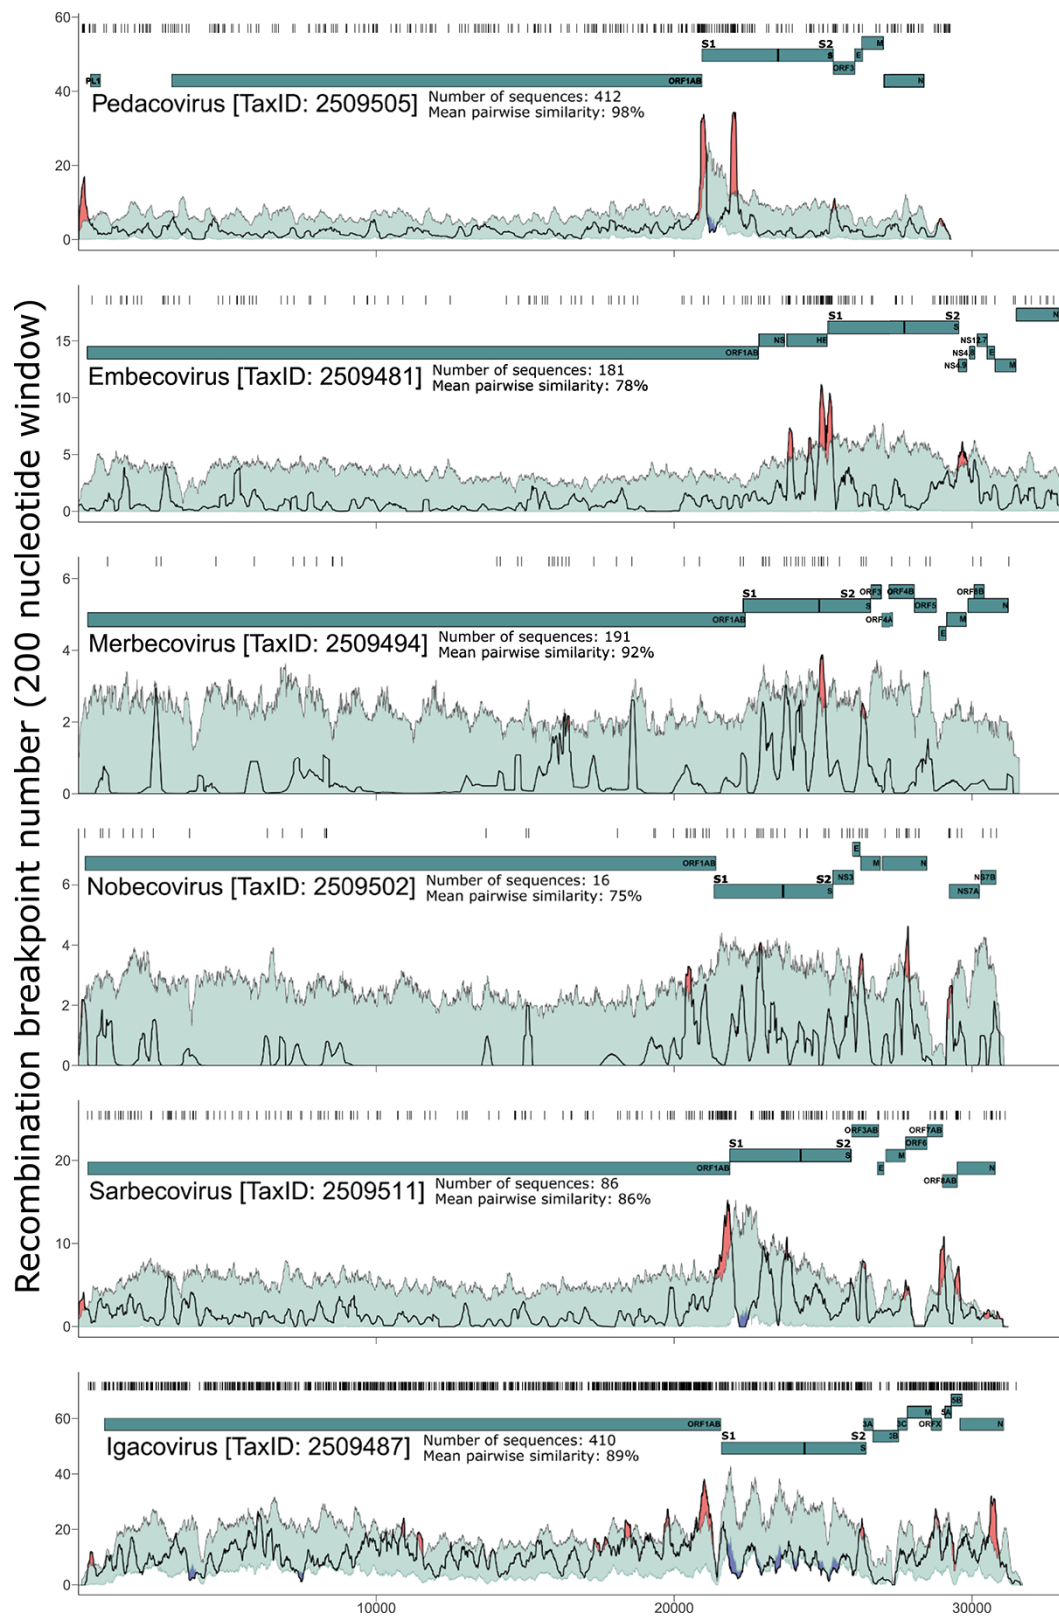 Recombination breakpoint number (200 nucleotide window)
60
40
20
0
S1
S2
M
S
E
ORF3
PL1
ORF1AB
N
Pedacovirus [TaxID: 2509505]
Number of sequences: 412
Mean pairwise similarity: 98%
15
10
5
0
N
S1
S2
S
NS
HE
NS12.7
ORF1AB
NS4.8
E
NS4.9
M
Embecovirus [TaxID: 2509481]
Number of sequences: 181
Mean pairwise similarity: 78%
6
4
2
0
S1
S2
ORF3
ORF4B
ORF8B
ORF5
N
ORF1AB
ORF4A
M
E
Merbecovirus [TaxID: 2509494]
Number of sequences: 191
Mean pairwise similarity: 92%
6
4
2
0
E
ORF1AB
M
N
S1
S2
NS3
NS7B
S
NS7A
Nobecovirus [TaxID: 2509502]
Number of sequences: 16
Mean pairwise similarity: 75%
20
10
0
ORF3AB
ORF7AB
S1
S2
ORF6
S
M
ORF1AB
E
N
ORF8AB
Sarbecovirus [TaxID: 2509511]
Number of sequences: 86
Mean pairwise similarity: 86%
60
40
20
0
5B
M
5A
ORF1AB
3A
3C
ORFX
N
S1
S2
3B
S
Igacovirus [TaxID: 2509487]
Number of sequences: 410
Mean pairwise similarity: 89%
10000
20000
30000